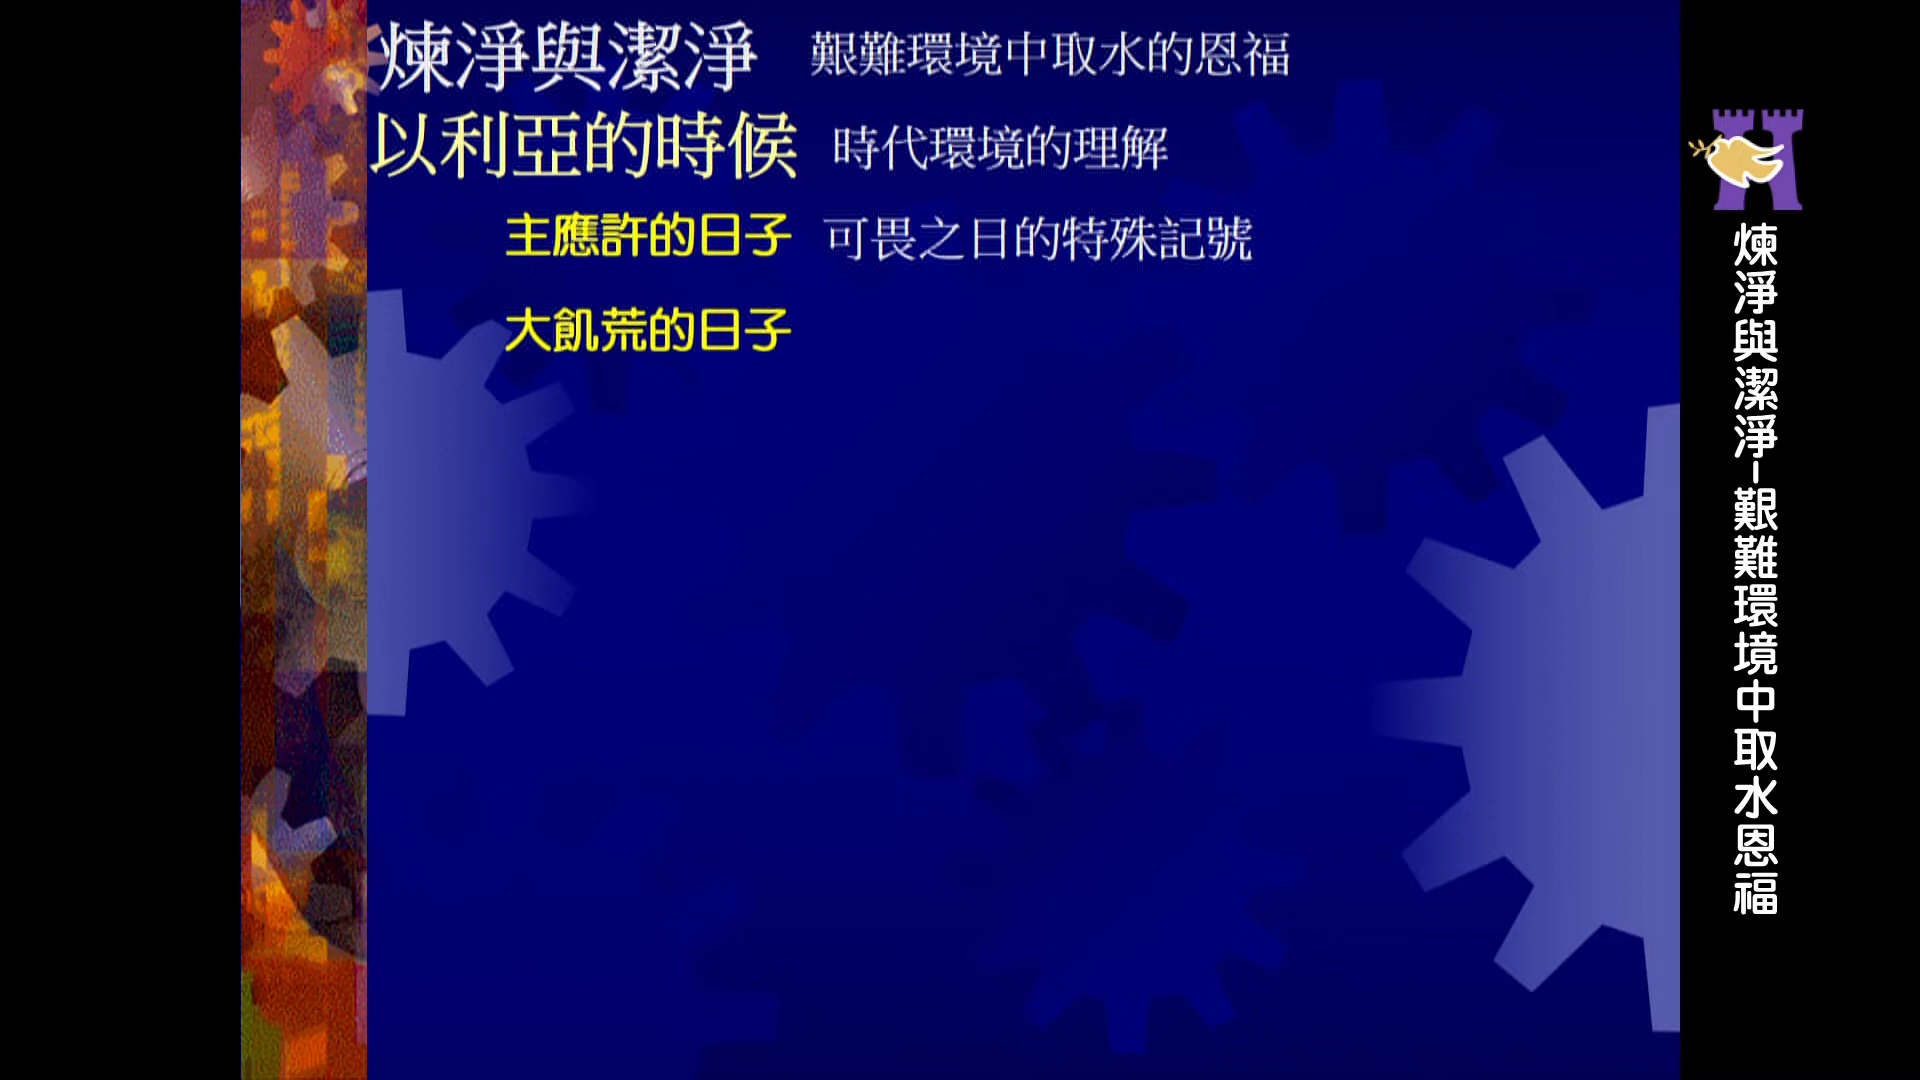 煉淨與潔淨 艱難環境中取水的恩福
以利亞的時候 時代環境的理解
主應許的日子 可畏之日的特殊記號
大飢荒的日子
煉淨與潔淨-艱難環境中取水恩福